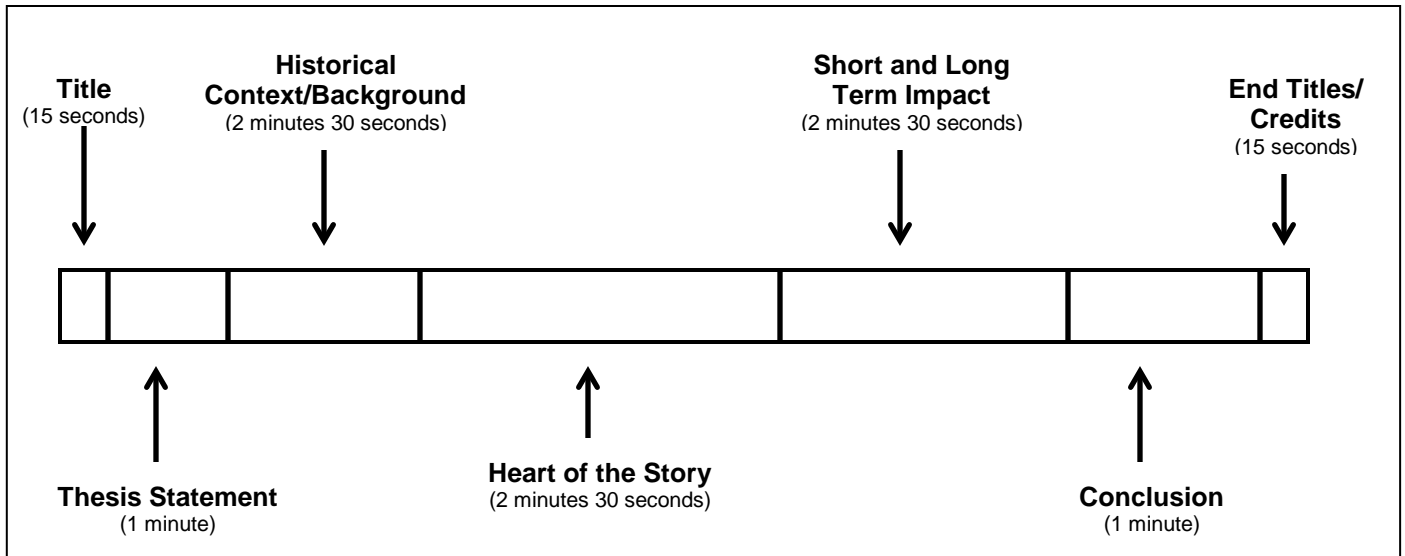 Title
(15 seconds)
Historical
Context/Background
(2 minutes 30 seconds)
Short and Long
Term Impact
(2 minutes 30 seconds)
End Titles/
Credits
(15 seconds)
Thesis Statement
(1 minute)
Heart of the Story
(2 minutes 30 seconds)
Conclusion
(1 minute)